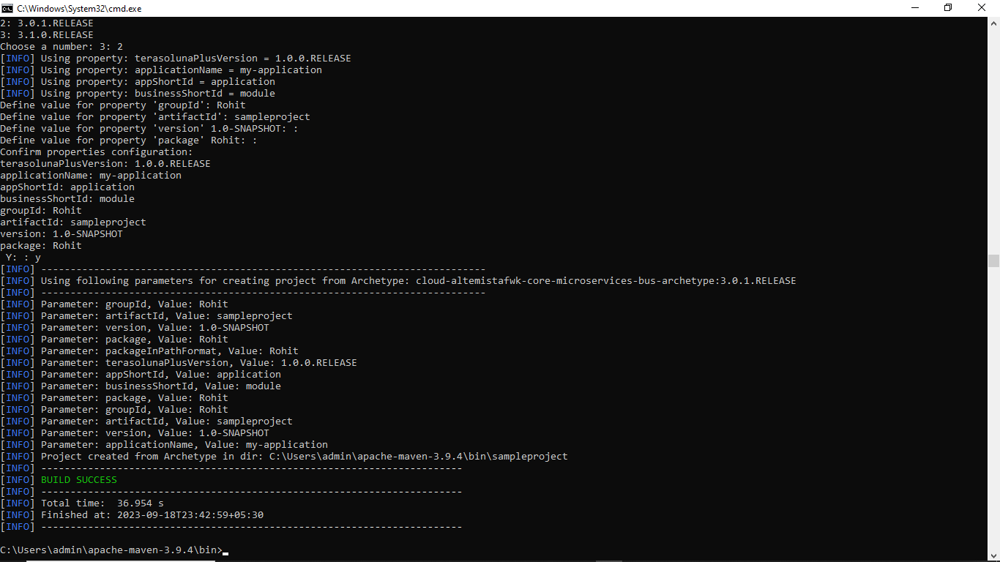 C:\Windows\System32\cmd.exe
2: 3.0.1.RELEASE
3: 3.1.0.RELEASE
Choose a number: 3: 2
[INFO] Using property: terasolunaPlusVersion = 1.0.0.RELEASE
[INFO] Using property: applicationName = my-application
[INFO] Using property: appShortId = application
[INFO] Using property: businessShortId = module
Define value for property 'groupId': Rohit
Define value for property 'artifactId': sampleproject
Define value for property 'version' 1.0-SNAPSHOT: :
Define value for property 'package' Rohit: :
Confirm properties configuration:
terasolunaPlusVersion: 1.0.0.RELEASE
applicationName: my-application
appShortId: application
businessShortId: module
groupId: Rohit
artifactId: sampleproject
version: 1.0-SNAPSHOT
package: Rohit
 Y: : y
[INFO] ----------------------------------------------------------------------------
[INFO] Using following parameters for creating project from Archetype: cloud-altemistafwk-core-microservices-bus-archetype:3.0.1.RELEASE
[INFO] ----------------------------------------------------------------------------
[INFO] Parameter: groupId, Value: Rohit
[INFO] Parameter: artifactId, Value: sampleproject
[INFO] Parameter: version, Value: 1.0-SNAPSHOT
[INFO] Parameter: package, Value: Rohit
[INFO] Parameter: packageInPathFormat, Value: Rohit
[INFO] Parameter: terasolunaPlusVersion, Value: 1.0.0.RELEASE
[INFO] Parameter: appShortId, Value: application
[INFO] Parameter: businessShortId, Value: module
[INFO] Parameter: package, Value: Rohit
[INFO] Parameter: groupId, Value: Rohit
[INFO] Parameter: artifactId, Value: sampleproject
[INFO] Parameter: version, Value: 1.0-SNAPSHOT
[INFO] Parameter: applicationName, Value: my-application
[INFO] Project created from Archetype in dir: C:\Users\admin\apache-maven-3.9.4\bin\sampleproject
[INFO] ------------------------------------------------------------------------
[INFO] BUILD SUCCESS
[INFO] ------------------------------------------------------------------------
[INFO] Total time:  36.954 s
[INFO] Finished at: 2023-09-18T23:42:59+05:30
[INFO] ------------------------------------------------------------------------
C:\Users\admin\apache-maven-3.9.4\bin>